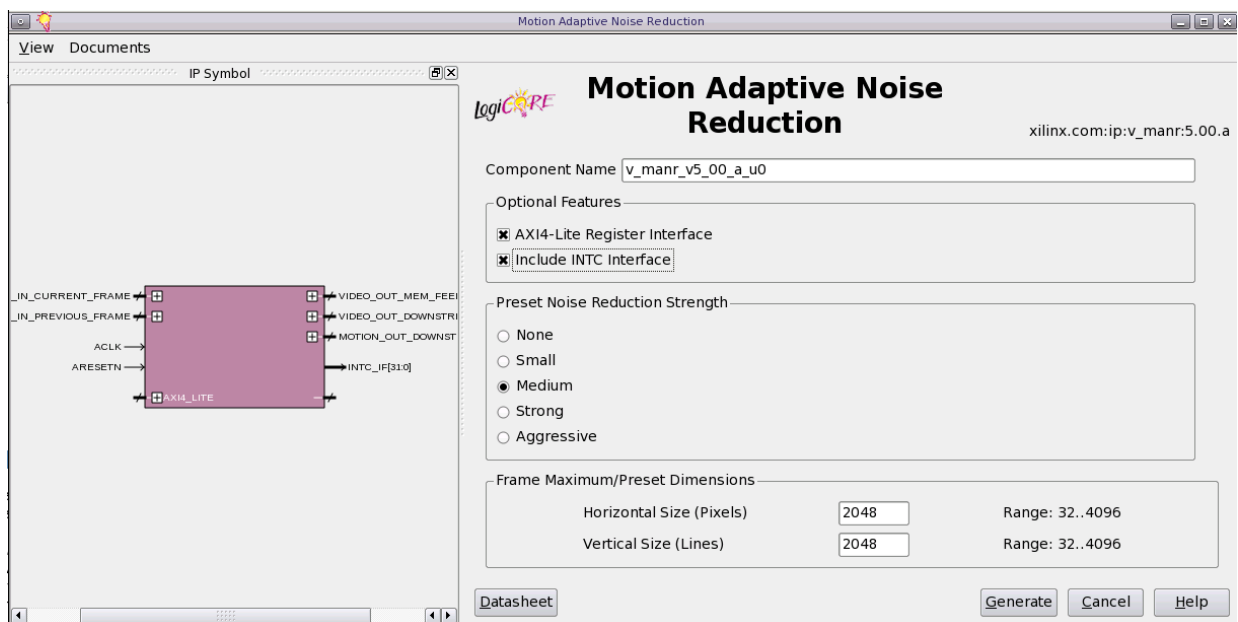 Motion Adaptive Noise Reduction
View Documents
IP Symbol
_IN_CURRENT_FRAME
_IN_PREVIOUS_FRAME
ACLK
ARESETN
AXI4_LITE
VIDEO_OUT_MEM_FEE
VIDEO_OUT_DOWNSTR
MOTION_OUT_DOWNST
INTC_IF[31:0]
LogiCORE
Motion Adaptive Noise
Reduction
xilinx.com:ip:v_manr:5.00.a
Component Name v_manr_v5_00_a_u0
Optional Features
AXI4-Lite Register Interface
Include INTC Interface
Preset Noise Reduction Strength
None
Small
Medium
Strong
Aggressive
Frame Maximum/Preset Dimensions
Horizontal Size (Pixels) 2048 Range: 32..4096
Vertical Size (Lines) 2048 Range: 32..4096
Datasheet Generate Cancel Help